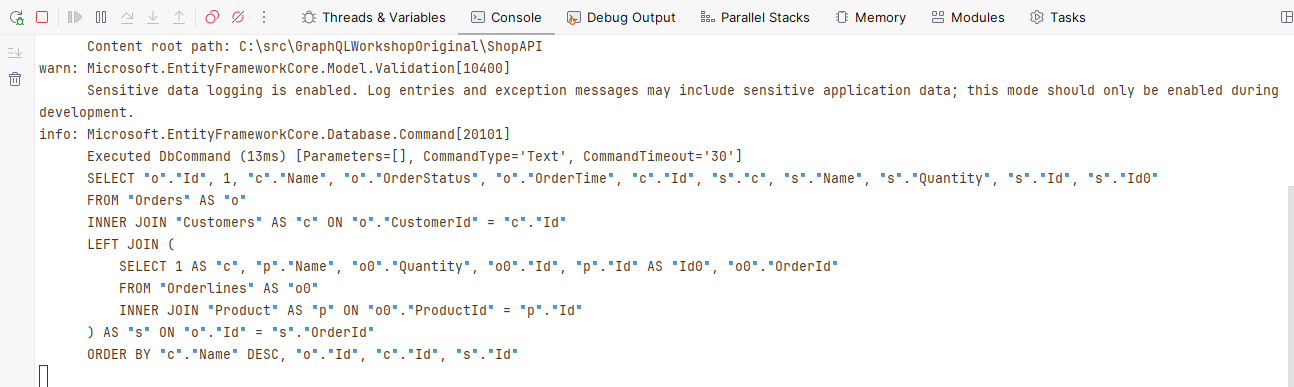 Threads & Variables Console Debug Output Parallel Stacks Memory Modules Tasks
Content root path: C:\src\GraphQLWorkshopOriginal\ShopAPI
warn: Microsoft.EntityFrameworkCore.Model.Validation[10400]
Sensitive data logging is enabled. Log entries and exception messages may include sensitive application data; this mode should only be enabled during
development.
info: Microsoft.EntityFrameworkCore.Database.Command[20101]
Executed DbCommand (13ms) [Parameters=[], CommandType='Text', CommandTimeout='30']
SELECT "o"."Id", 1, "c"."Name", "o"."OrderStatus", "o"."OrderTime", "c"."Id", "s"."c", "s"."Name", "s"."Quantity", "s"."Id", "s"."Id0"
FROM "Orders" AS "o"
INNER JOIN "Customers" AS "c" ON "o"."CustomerId" = "c"."Id"
LEFT JOIN (
SELECT 1 AS "c", "p"."Name", "o0"."Quantity", "o0"."Id", "p"."Id" AS "Id0", "o0"."OrderId"
FROM "Orderlines" AS "o0"
INNER JOIN "Product" AS "p" ON "o0"."ProductId" = "p"."Id"
) AS "s" ON "o"."Id" = "s"."OrderId"
ORDER BY "c"."Name" DESC, "o"."Id", "c"."Id", "s"."Id"